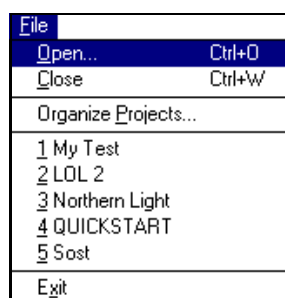 File
Open... Ctrl+O
Close Ctrl+W
Organize Projects...
1 My Test
2 LOL 2
3 Northern Light
4 QUICKSTART
5 Sost
Exit